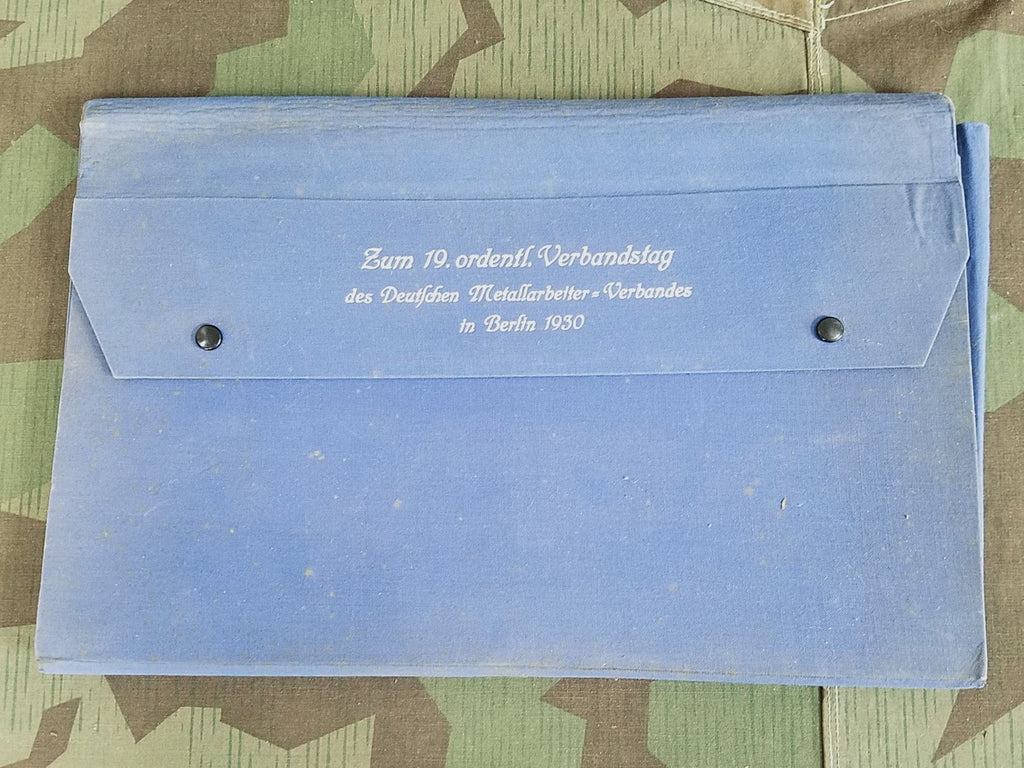 Zum 19. ordentl. Verbandstag
des Deutschen Metallarbeiter=Verbandes
in Berlin 1930